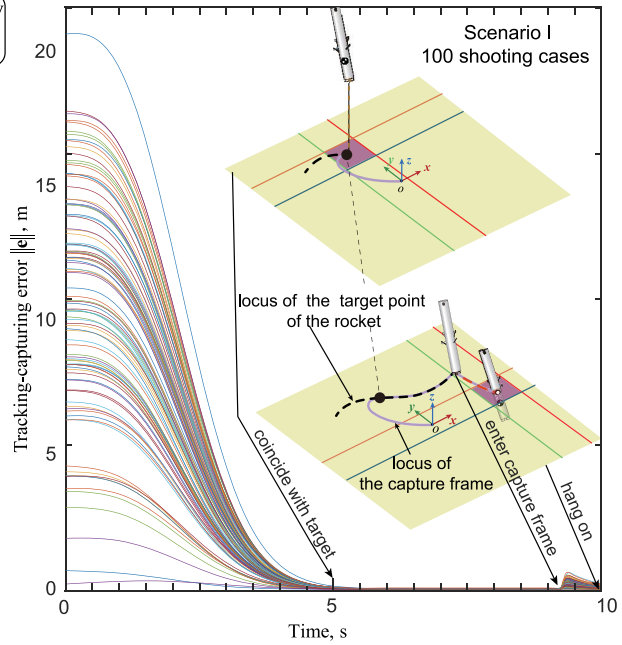 Scenario I
100 shooting cases
20
15
10
5
0
Tracking-capturing error ||e||, m
y
z
x
o
locus of the target point
of the rocket
y
z
x
o
locus of
the capture frame
coincide with target
enter capture frame
hang on
0
5
10
Time, s